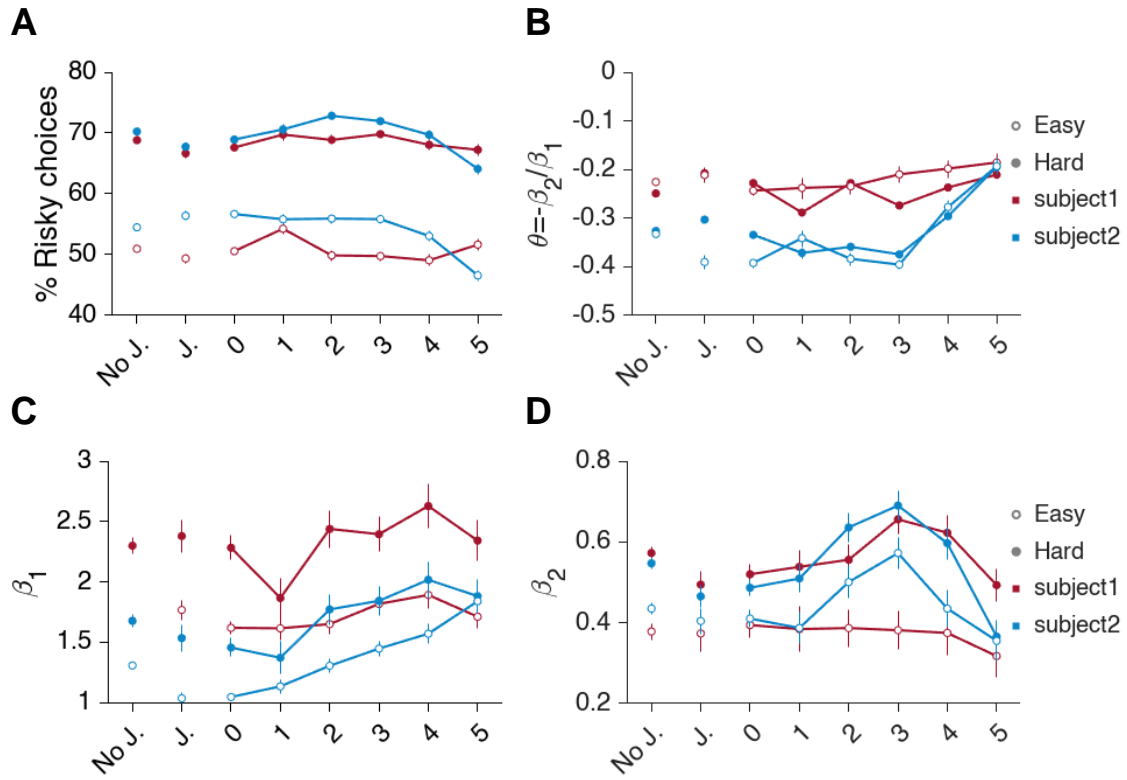 A
% Risky choices
80
70
60
50
40
No J.
J.
0
1
2
3
4
5
B
θ=-β₂/β₁
0
-0.1
-0.2
-0.3
-0.4
-0.5
No J.
J.
0
1
2
3
4
5
Easy
Hard
subject1
subject2
C
β₁
3
2.5
2
1.5
1
No J.
J.
0
1
2
3
4
5
D
β₂
0.8
0.6
0.4
0.2
No J.
J.
0
1
2
3
4
5
Easy
Hard
subject1
subject2